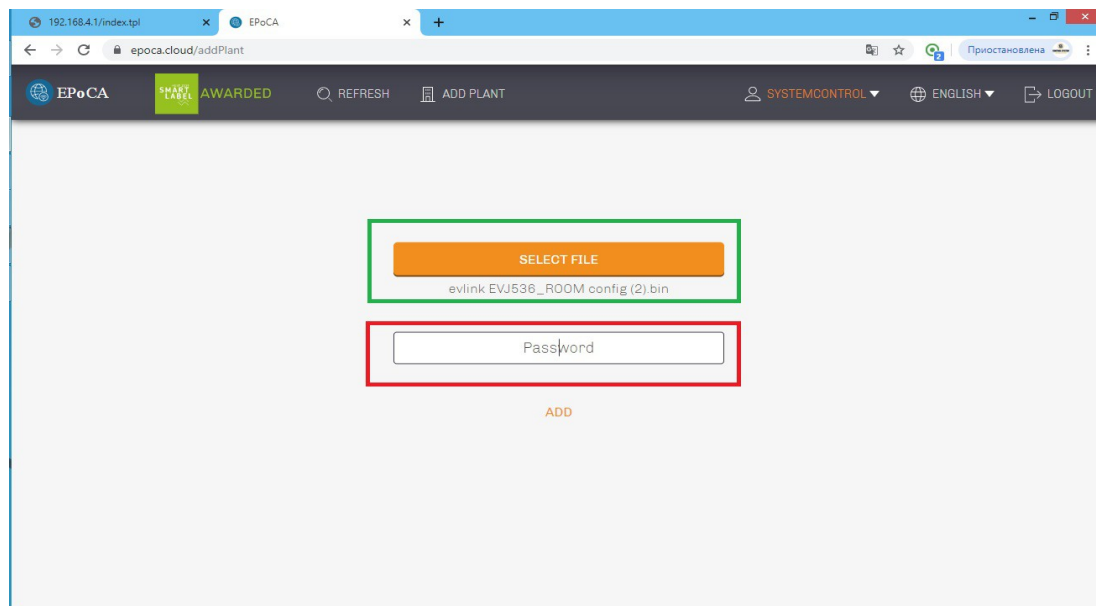 192.168.4.1/index.tpl
EPoCA
epoca.cloud/addPlant
2
Приостановлена
EPoCA
SMART LABEL
AWARDED
REFRESH
ADD PLANT
SYSTEMCONTROL
ENGLISH
LOGOUT
SELECT FILE
evlink EVJ536_ROOM config (2).bin
Password
ADD